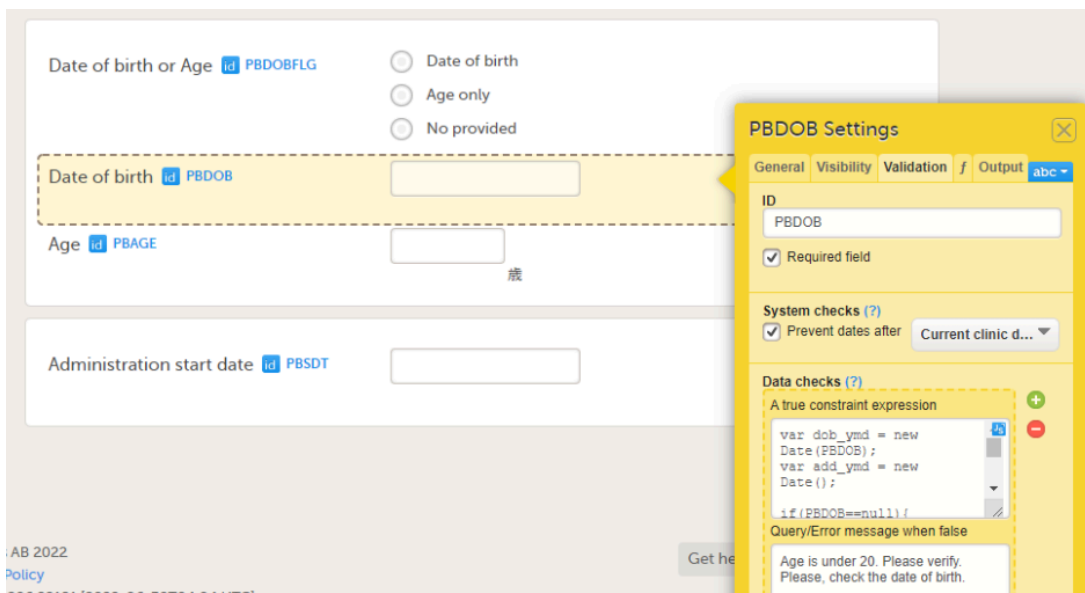 Date of birth or Age id PBDOBFLG
Date of birth
Age only
No provided
Date of birth id PBDOB
Age id PBAGE
歳
Administration start date id PBSDT
AB 2022
Policy
Get he
PBDOB Settings
General Visibility Validation f Output abc
ID
PBDOB
Required field
System checks (?)
Prevent dates after Current clinic d...
Data checks (?)
A true constraint expression
var dob_ymd = new
Date(PBDOB);
var add_ymd = new
Date();
if(PBDOB==null){
Query/Error message when false
Age is under 20. Please verify.
Please, check the date of birth.